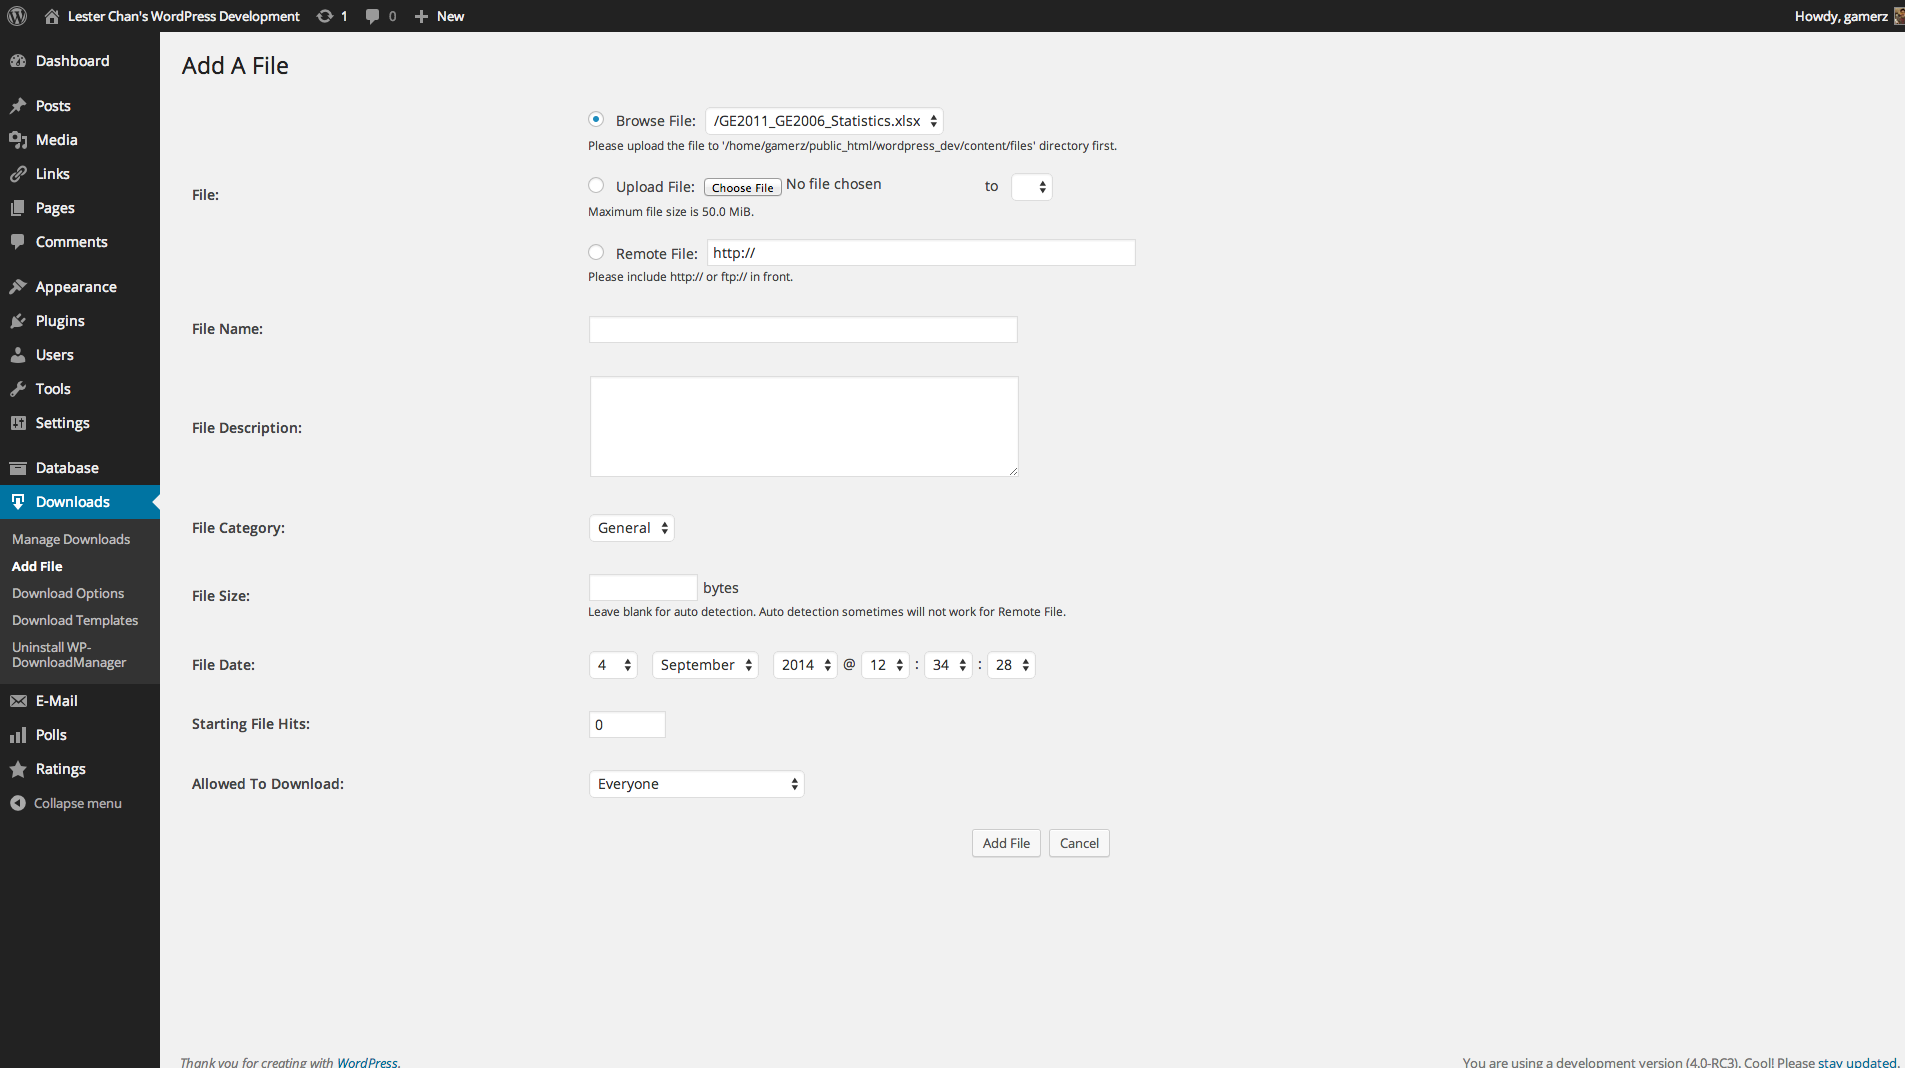 Lester Chan's WordPress Development 1 0 New Howdy, gamerz
Dashboard
Posts
Media
Links
Pages
Comments
Appearance
Plugins
Users
Tools
Settings
Database
Downloads
Manage Downloads
Add File
Download Options
Download Templates
Uninstall WP-
DownloadManager
E-Mail
Polls
Ratings
Collapse menu
Add A File
File:
Browse File: /GE2011_GE2006_Statistics.xlsx
Please upload the file to '/home/gamerz/public_html/wordpress_dev/content/files' directory first.
Upload File: Choose File No file chosen to
Maximum file size is 50.0 MiB.
Remote File: http://
Please include http:// or ftp:// in front.
File Name:
File Description:
File Category: General
File Size: bytes
Leave blank for auto detection. Auto detection sometimes will not work for Remote File.
File Date: 4 September 2014 @ 12 : 34 : 28
Starting File Hits: 0
Allowed To Download: Everyone
Add File Cancel
Thank you for creating with WordPress. You are using a development version (4.0-RC3). Cool! Please stay updated.